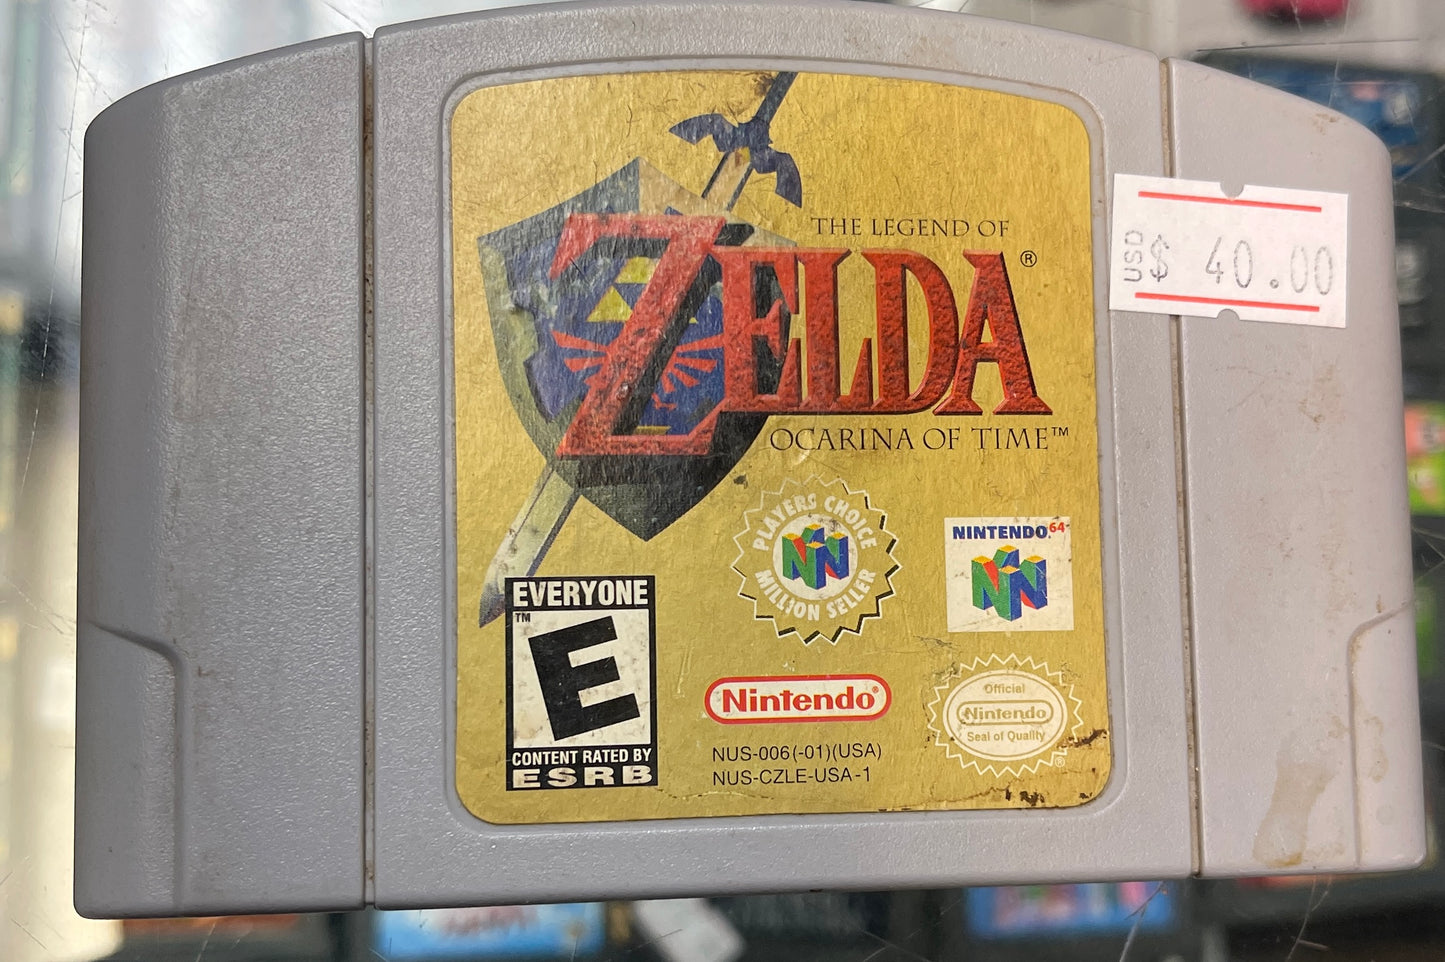 THE LEGEND OF
ZELDA®
OCARINA OF TIME™
USD $ 40.00
PLAYERS CHOICE
MILLION SELLER
NINTENDO64
EVERYONE
E
™
CONTENT RATED BY
ESRB
Nintendo®
NUS-006(-01)(USA)
NUS-CZLE-USA-1
Official
Nintendo
Seal of Quality
®